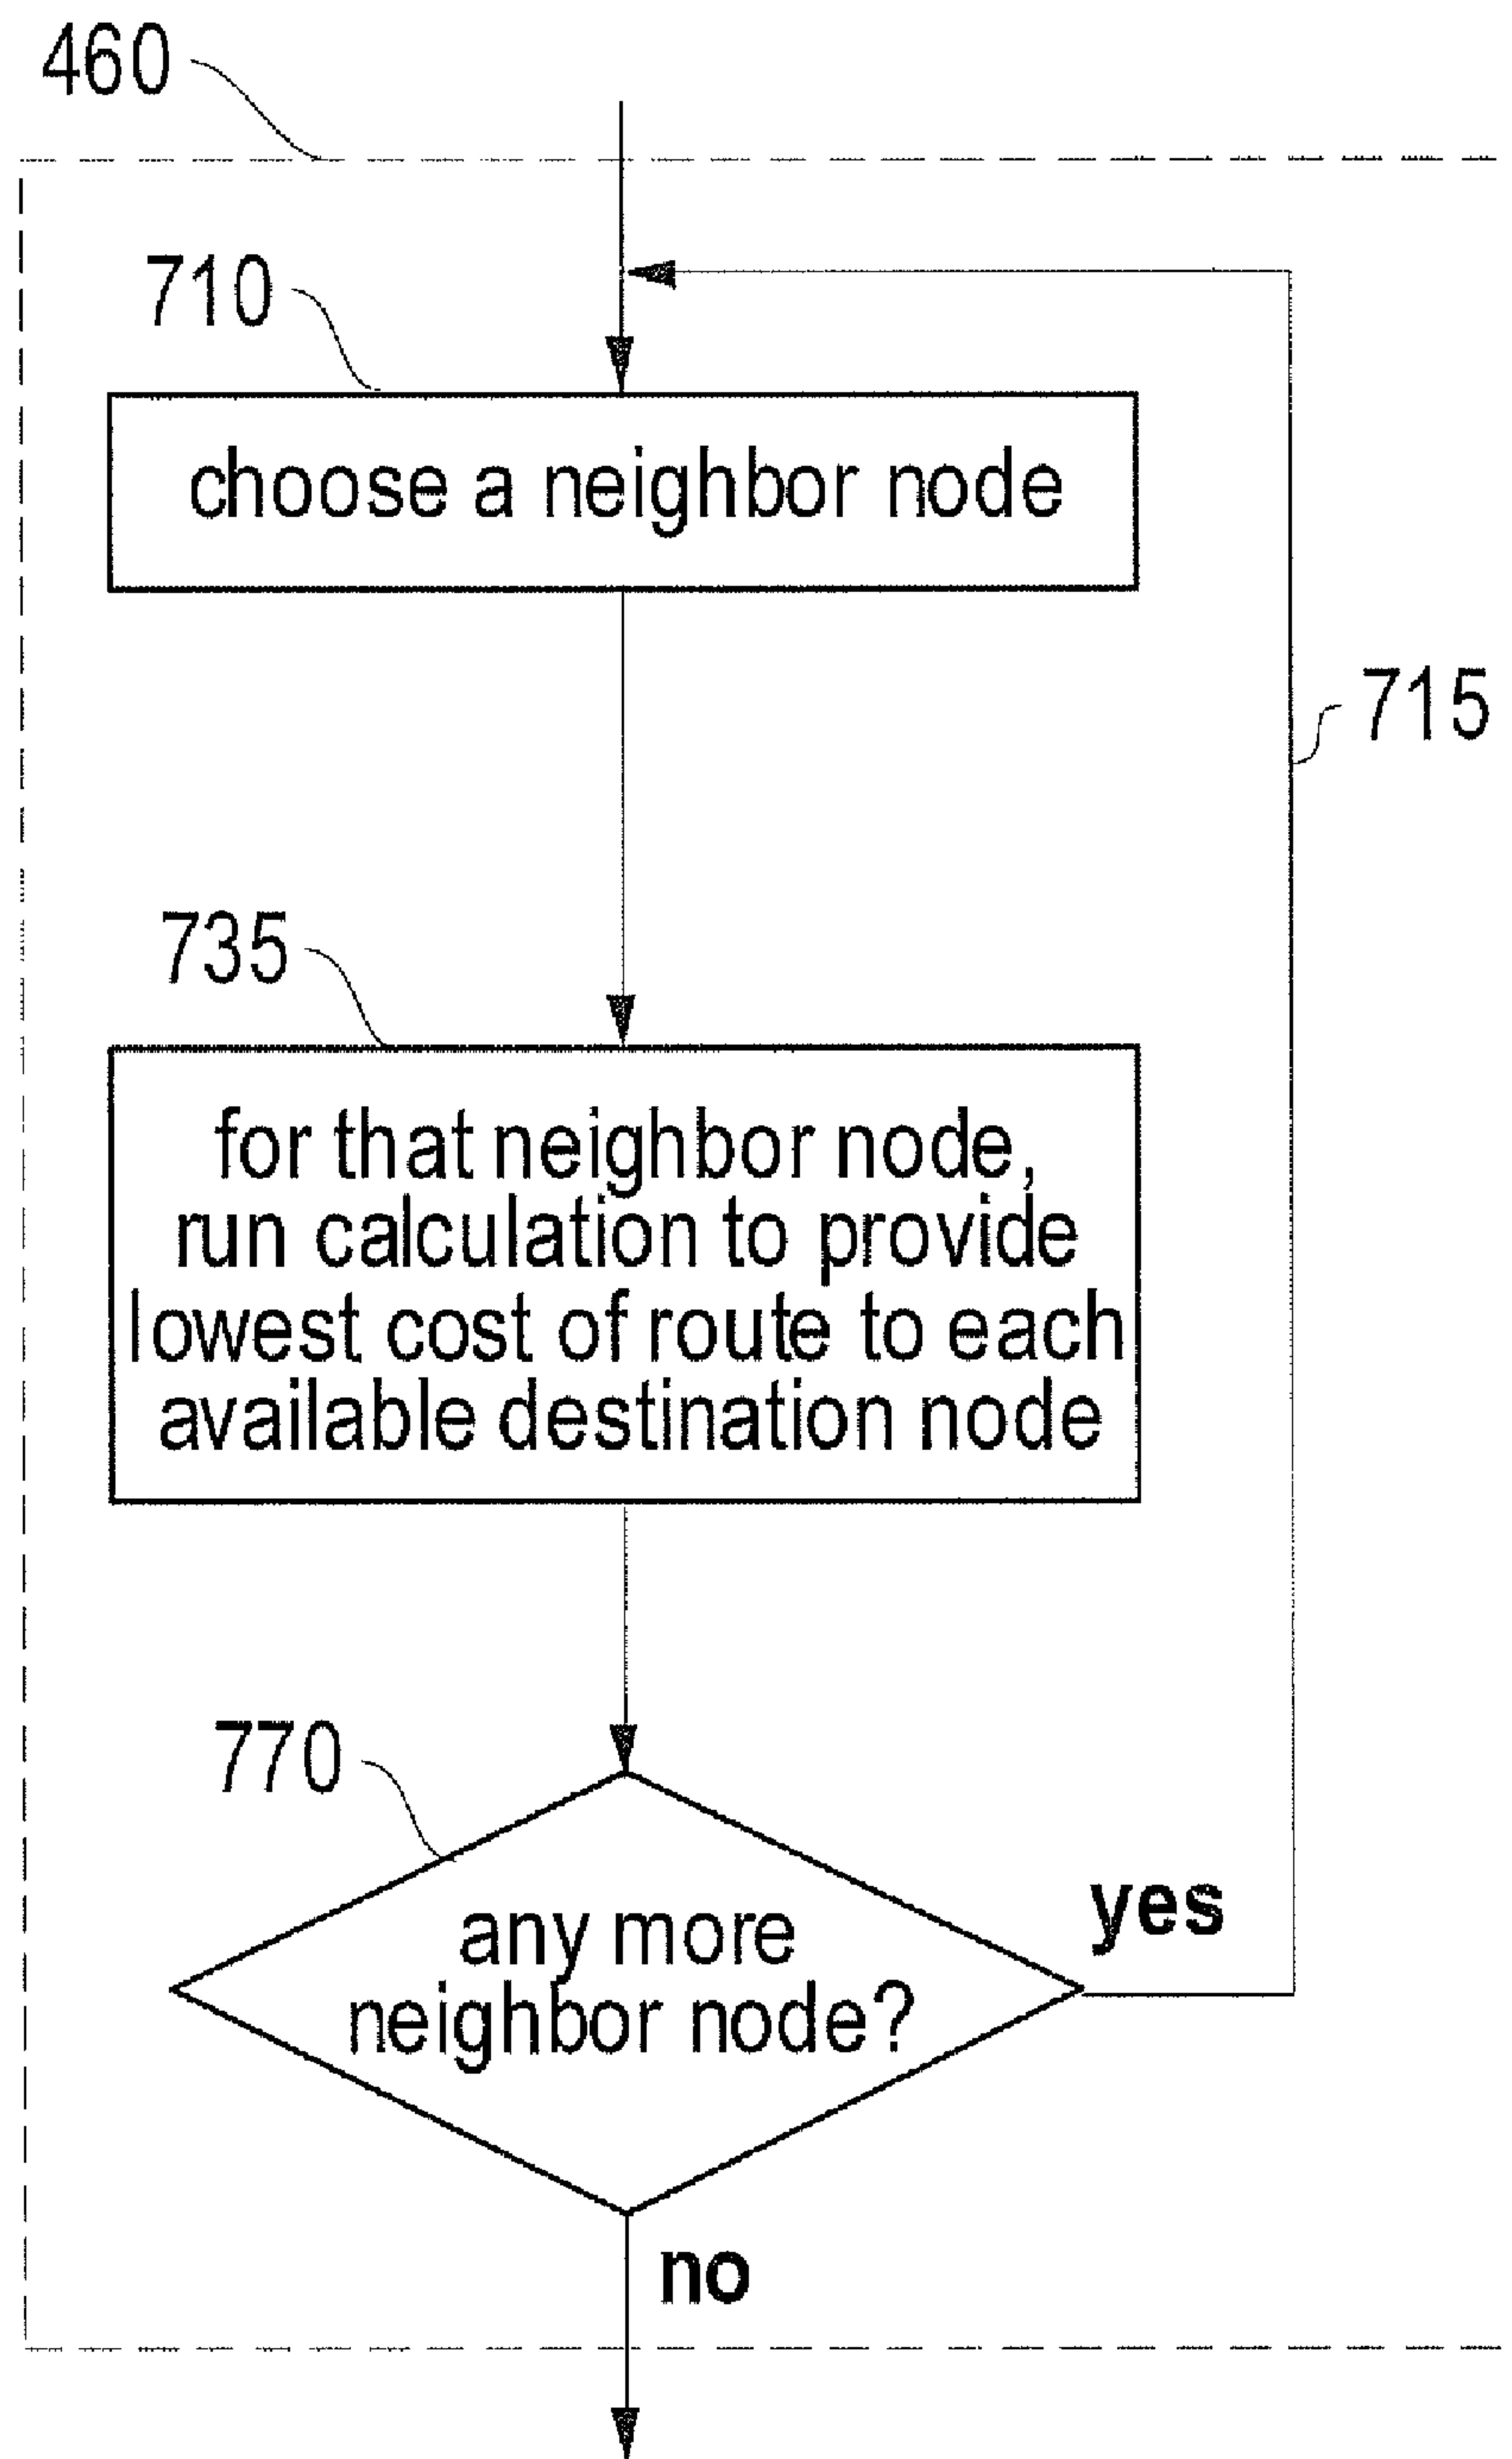 460
710
choose a neighbor node
715
735
for that neighbor node,
run calculation to provide
lowest cost of route to each
available destination node
770
yes
any more
neighbor node?
no